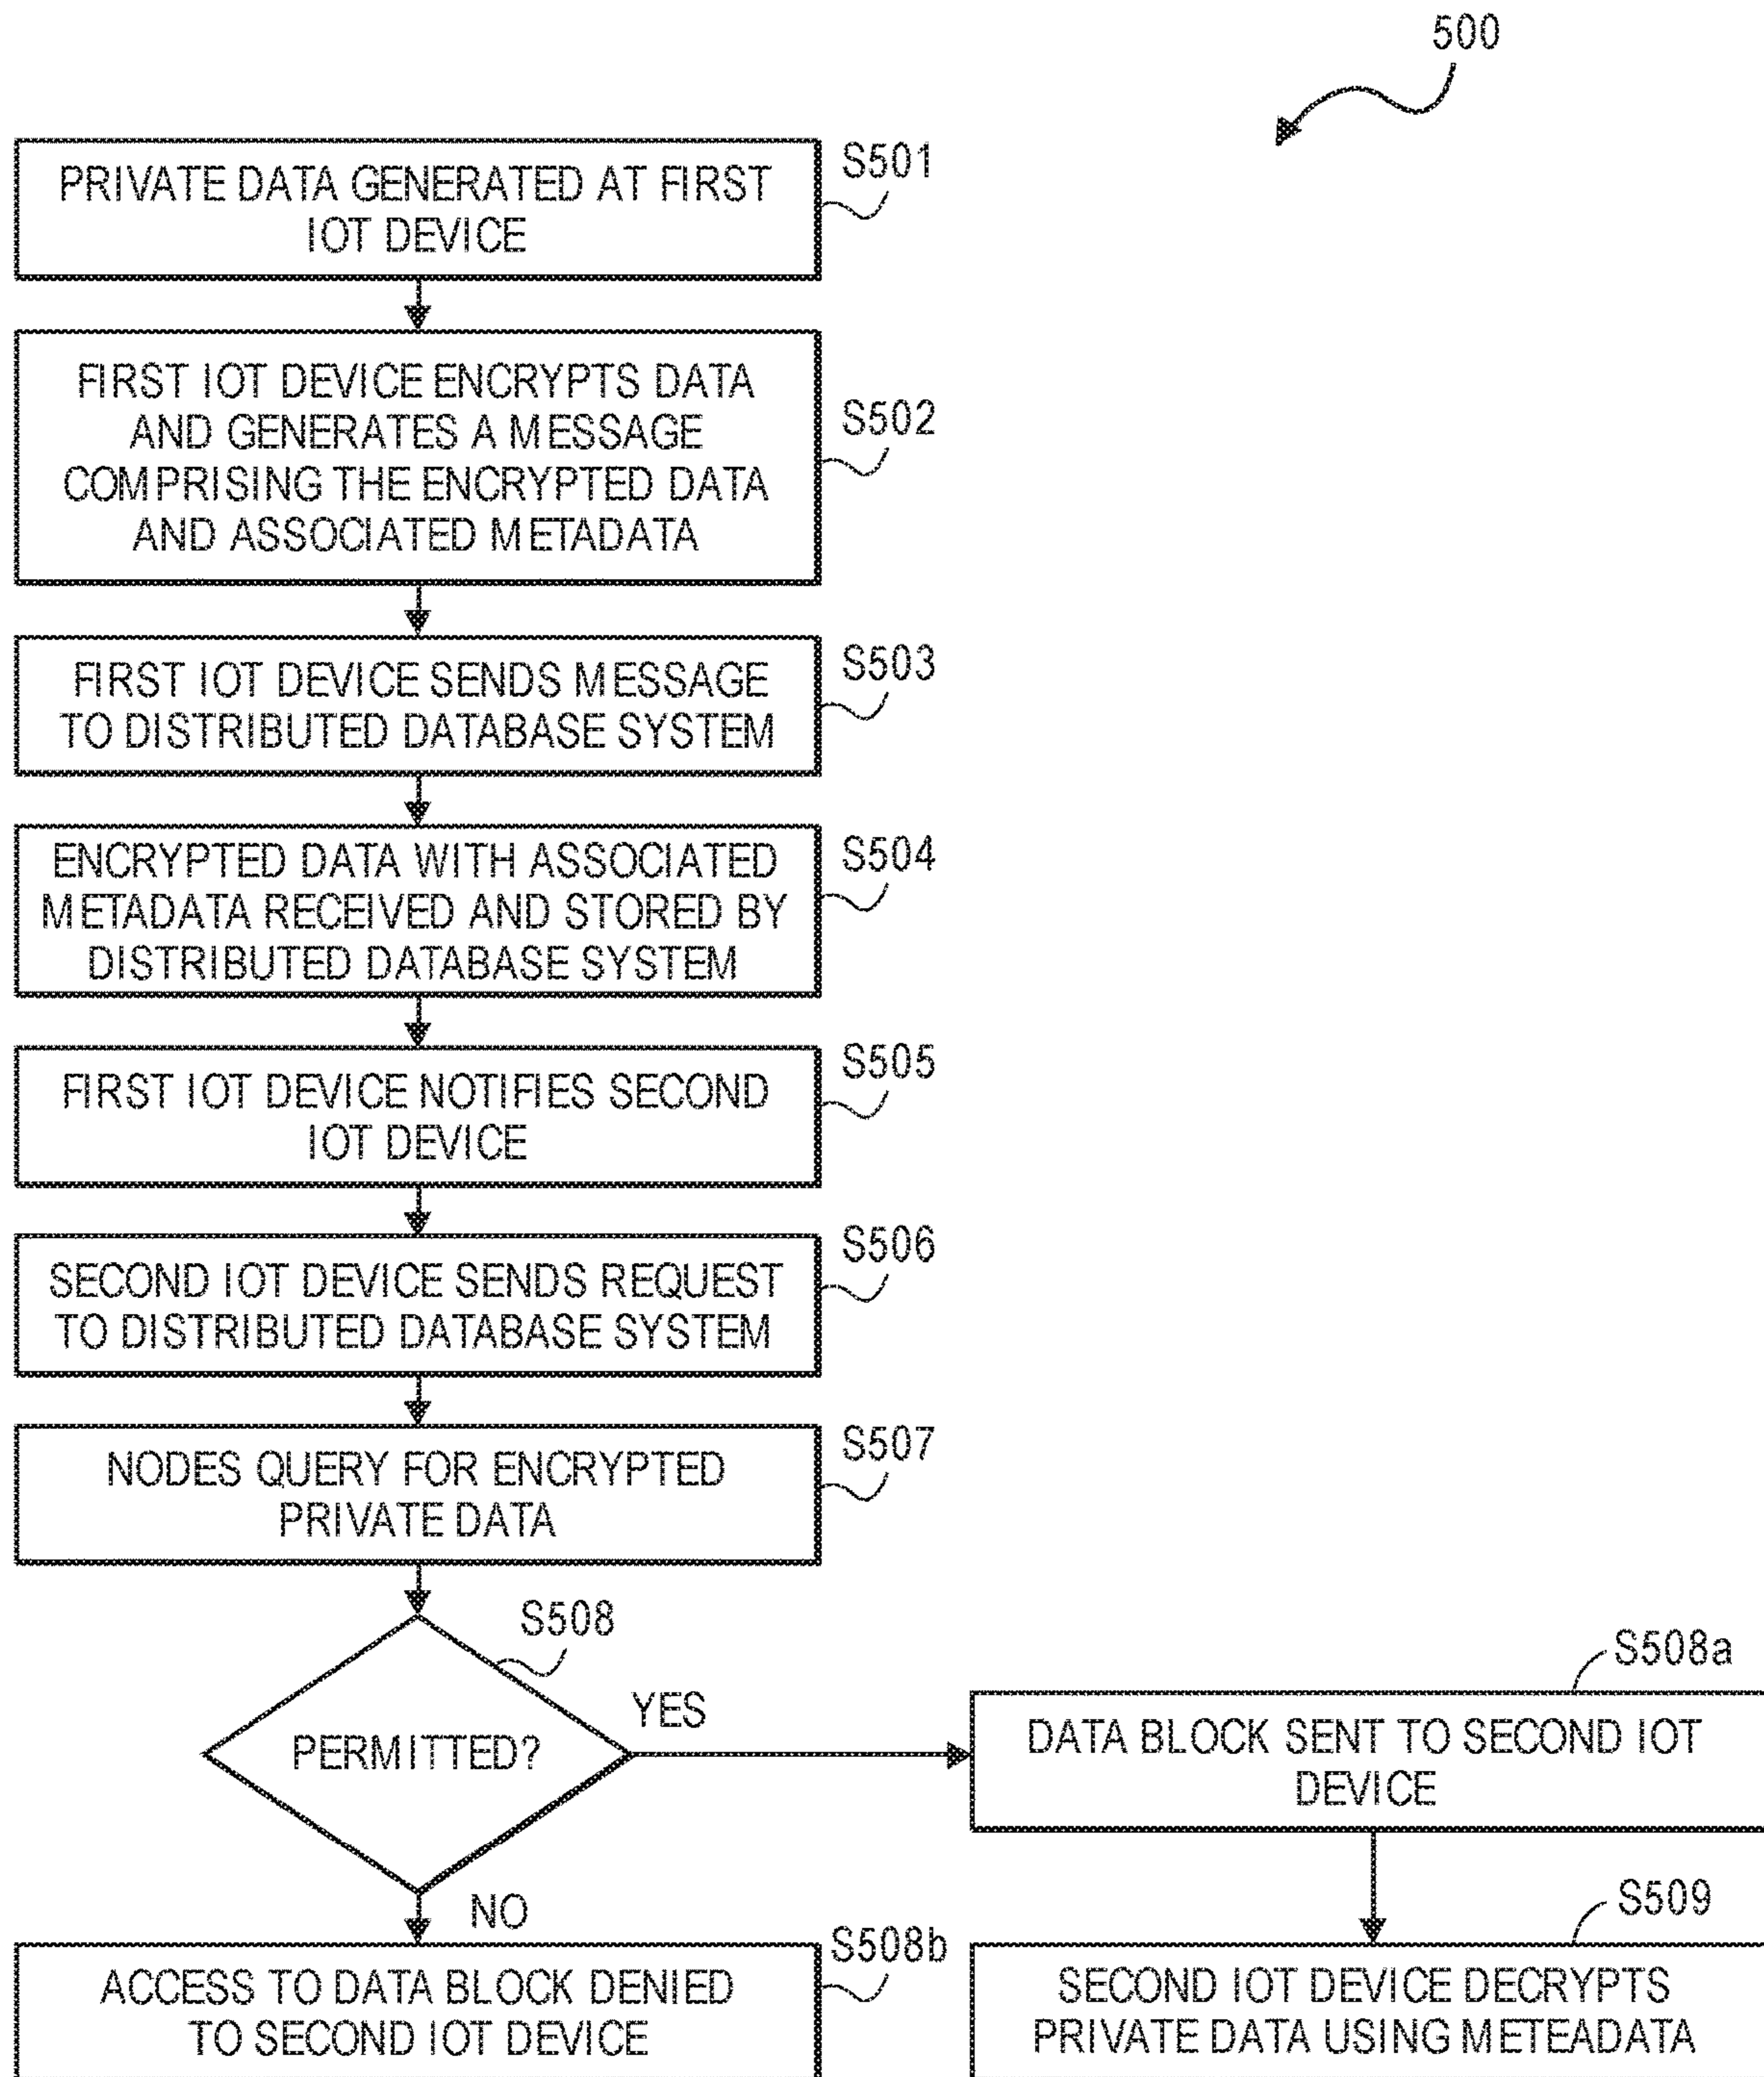 500
PRIVATE DATA GENERATED AT FIRST
IOT DEVICE
S501
FIRST IOT DEVICE ENCRYPTS DATA
AND GENERATES A MESSAGE
COMPRISING THE ENCRYPTED DATA
AND ASSOCIATED METADATA
S502
FIRST IOT DEVICE SENDS MESSAGE
TO DISTRIBUTED DATABASE SYSTEM
S503
ENCRYPTED DATA WITH ASSOCIATED
METADATA RECEIVED AND STORED BY
DISTRIBUTED DATABASE SYSTEM
S504
FIRST IOT DEVICE NOTIFIES SECOND
IOT DEVICE
S505
SECOND IOT DEVICE SENDS REQUEST
TO DISTRIBUTED DATABASE SYSTEM
S506
NODES QUERY FOR ENCRYPTED
PRIVATE DATA
S507
S508
PERMITTED?
YES
NO
S508a
DATA BLOCK SENT TO SECOND IOT
DEVICE
ACCESS TO DATA BLOCK DENIED
TO SECOND IOT DEVICE
S508b
S509
SECOND IOT DEVICE DECRYPTS
PRIVATE DATA USING METEADATA